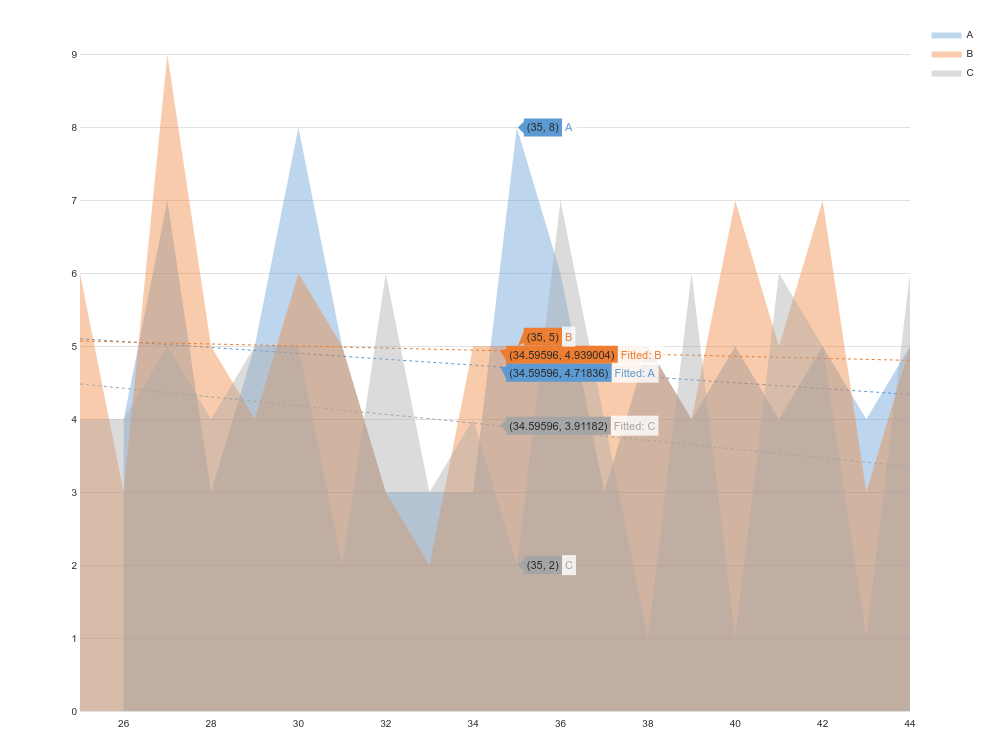 A
B
C
9
8
7
6
5
4
3
2
1
0
(35, 8) A
(35, 5) B
(34.59596, 4.939004) Fitted: B
(34.59596, 4.71836) Fitted: A
(34.59596, 3.91182) Fitted: C
(35, 2) C
26 28 30 32 34 36 38 40 42 44